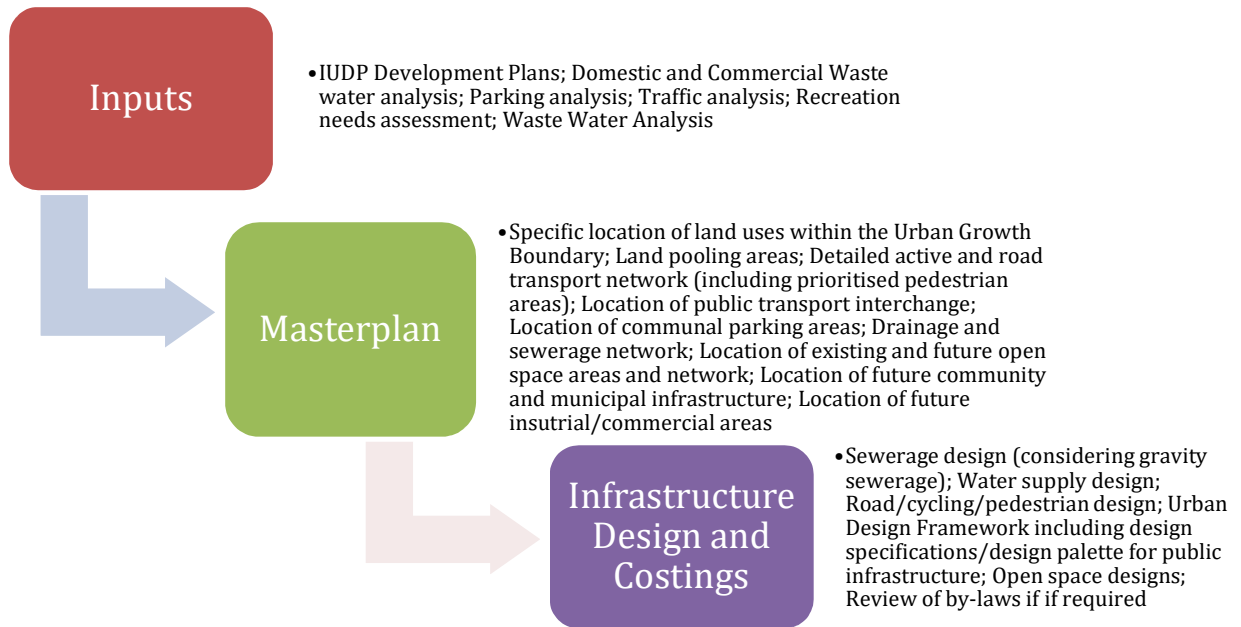 Inputs
•IUDP Development Plans; Domestic and Commercial Waste
water analysis; Parking analysis; Traffic analysis; Recreation
needs assessment; Waste Water Analysis
Masterplan
•Specific location of land uses within the Urban Growth
Boundary; Land pooling areas; Detailed active and road
transport network (including prioritised pedestrian
areas); Location of public transport interchange;
Location of communal parking areas; Drainage and
sewerage network; Location of existing and future open
space areas and network; Location of future community
and municipal infrastructure; Location of future
insutrial/commercial areas
Infrastructure
Design and
Costings
•Sewerage design (considering gravity
sewerage); Water supply design;
Road/cycling/pedestrian design; Urban
Design Framework including design
specifications/design palette for public
infrastructure; Open space designs;
Review of by-laws if if required